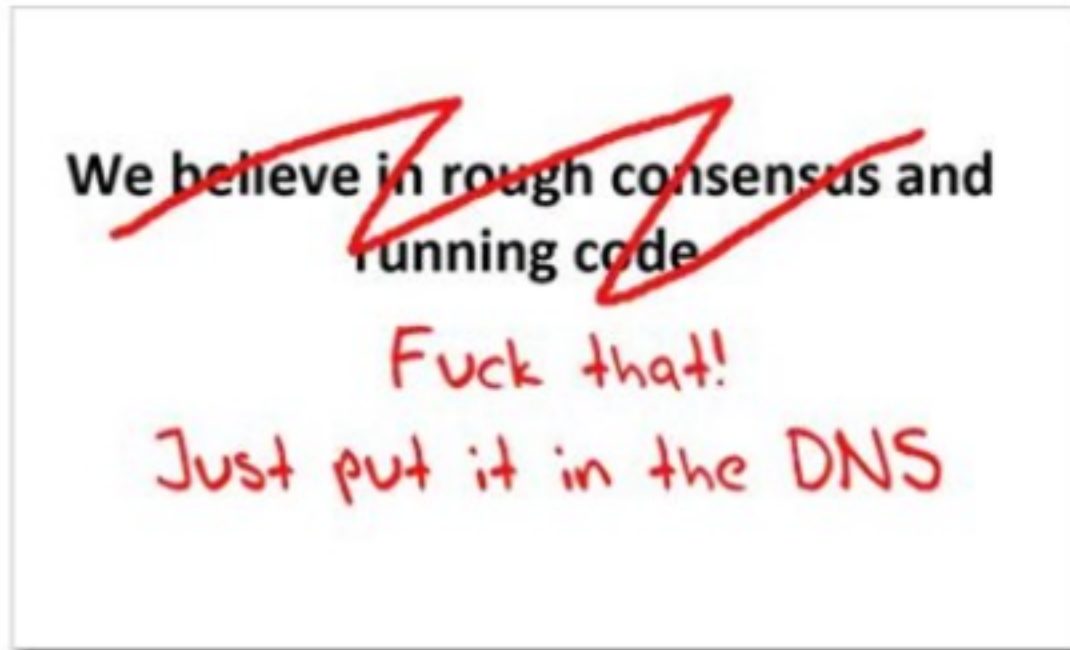 We believe in rough consensus and
running code
Fuck that!
Just put it in the DNS